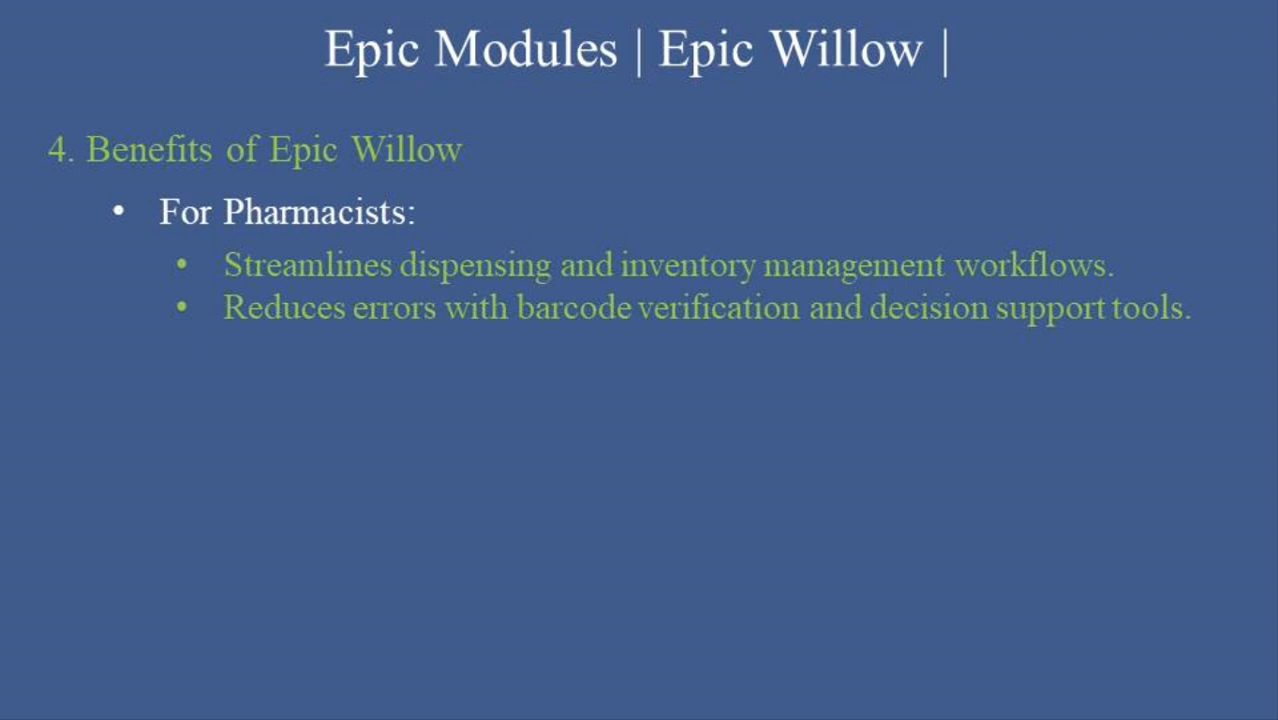 Epic Modules | Epic Willow |
4. Benefits of Epic Willow
• For Pharmacists:
• Streamlines dispensing and inventory management workflows.
• Reduces errors with barcode verification and decision support tools.